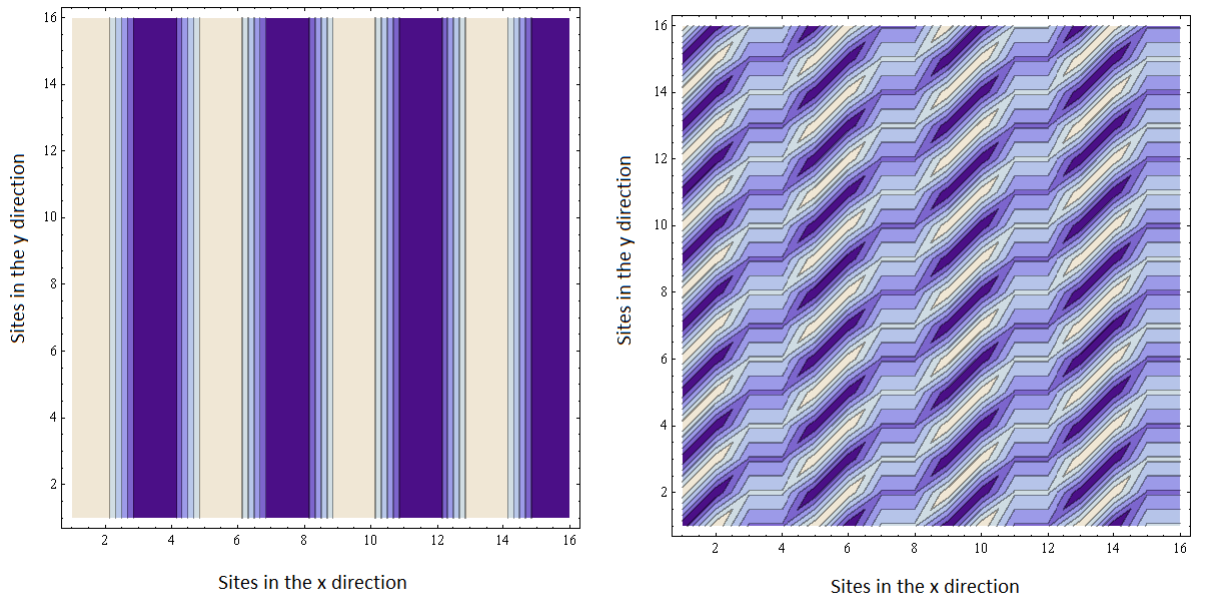 16
14
12
10
8
6
4
2
Sites in the y direction
2 4 6 8 10 12 14 16
Sites in the x direction
16
14
12
10
8
6
4
2
Sites in the y direction
2 4 6 8 10 12 14 16
Sites in the x direction